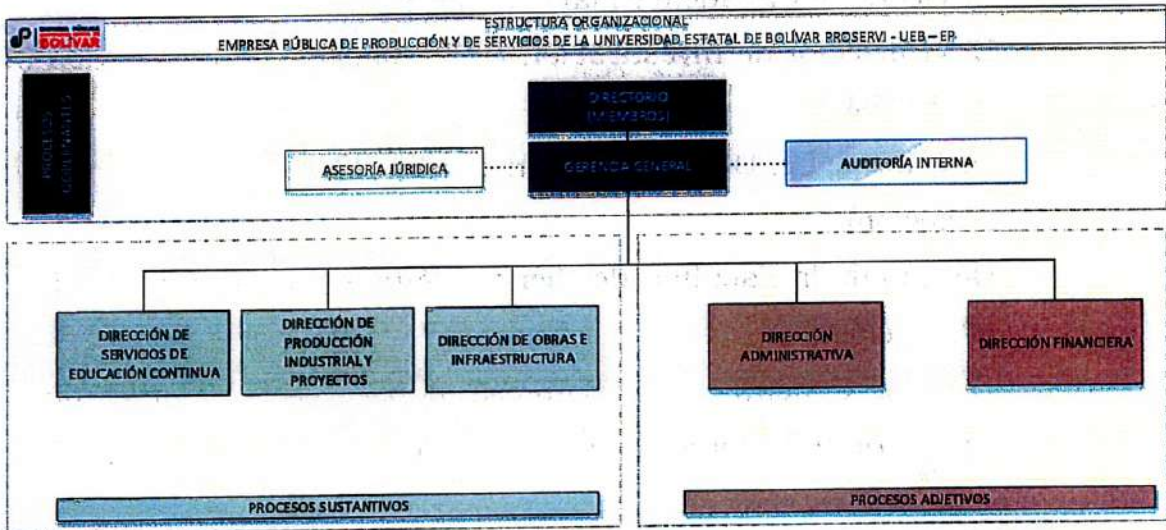 ESTRUCTURA ORGANIZACIONAL
EMPRESA PÚBLICA DE PRODUCCIÓN Y DE SERVICIOS DE LA UNIVERSIDAD ESTATAL DE BOLÍVAR PROSERVI - UEB – EP
BOLÍVAR
PROCESOS
GOBERNANTES
DIRECTORIO
(MIEMBROS)
ASESORÍA JÚRIDICA
GERENCIA GENERAL
AUDITORÍA INTERNA
DIRECCIÓN DE
SERVICIOS DE
EDUCACIÓN CONTINUA
DIRECCIÓN DE
PRODUCCIÓN
INDUSTRIAL Y
PROYECTOS
DIRECCIÓN DE OBRAS E
INFRAESTRUCTURA
DIRECCIÓN
ADMINISTRATIVA
DIRECCIÓN FINANCIERA
PROCESOS SUSTANTIVOS
PROCESOS ADJETIVOS